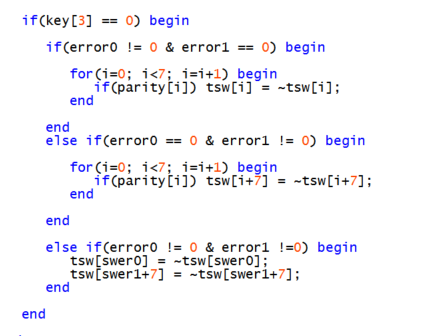 if(key[3] == 0) begin
if(error0 != 0 & error1 == 0) begin
for(i=0; i<7; i=i+1) begin
if(parity[i]) tsw[i] = ~tsw[i];
end
end
else if(error0 == 0 & error1 != 0) begin
for(i=0; i<7; i=i+1) begin
if(parity[i]) tsw[i+7] = ~tsw[i+7];
end
end
else if(error0 != 0 & error1 !=0) begin
tsw[swer0] = ~tsw[swer0];
tsw[swer1+7] = ~tsw[swer1+7];
end
end